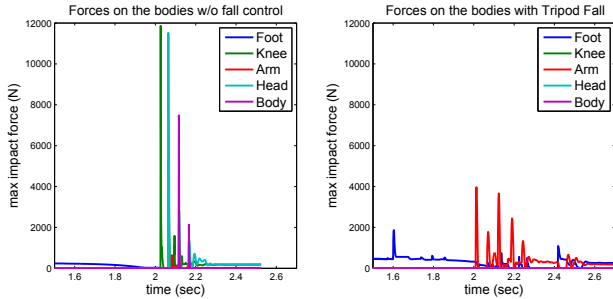 Forces on the bodies w/o fall control
12000
10000
8000
6000
4000
2000
0
max impact force (N)
Foot
Knee
Arm
Head
Body
1.6 1.8 2 2.2 2.4 2.6
time (sec)
Forces on the bodies with Tripod Fall
12000
10000
8000
6000
4000
2000
0
max impact force (N)
Foot
Knee
Arm
Head
Body
1.6 1.8 2 2.2 2.4 2.6
time (sec)